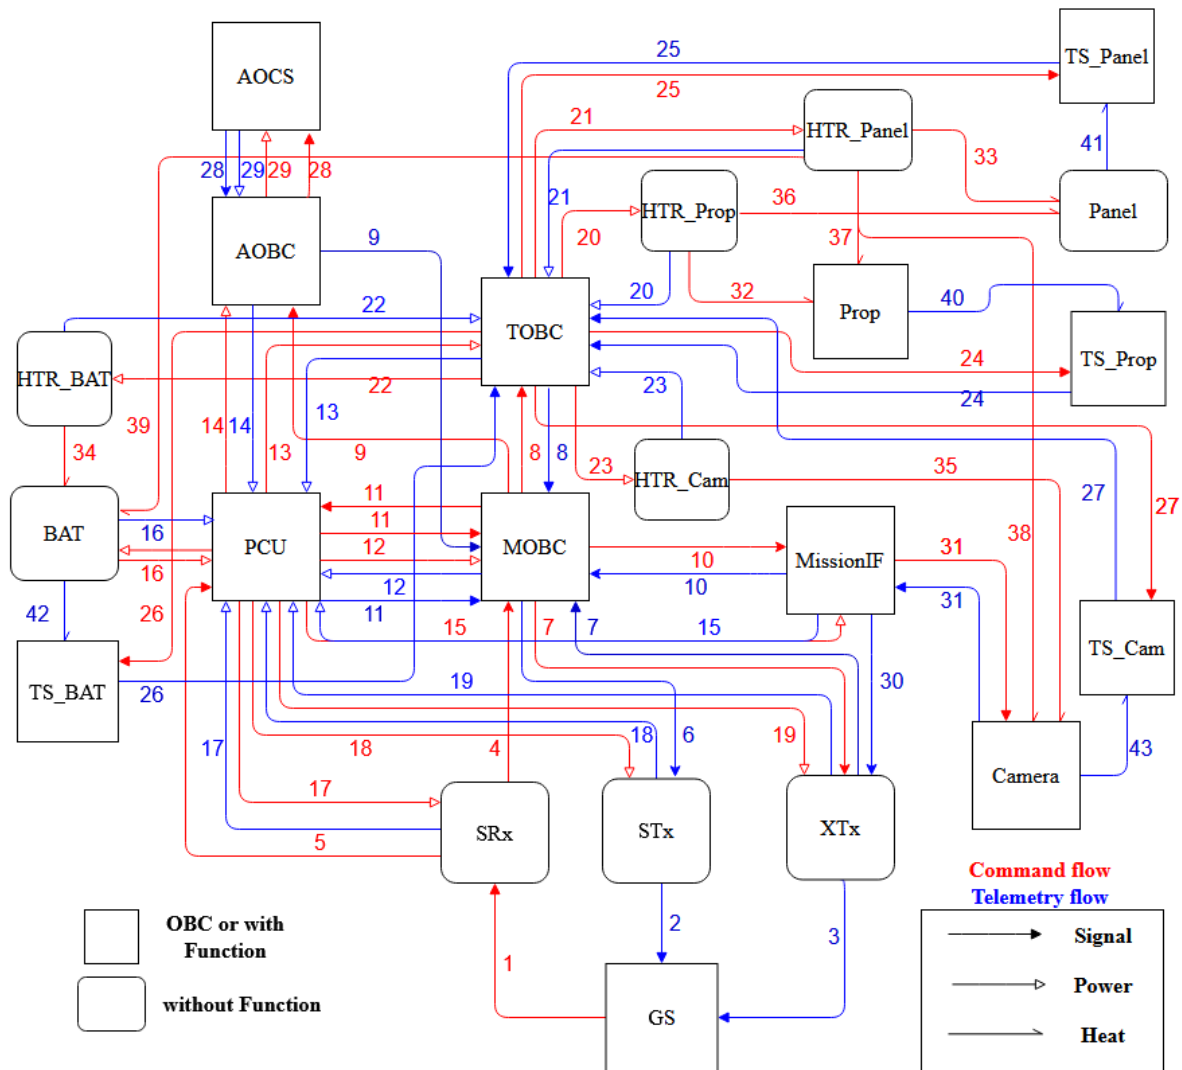 25
TS_Panel
AOCS
25
21
HTR_Panel
41
28
29
29
28
33
21
36
HTR_Prop
Panel
9
20
37
AOBC
22
20
32
40
Prop
TOBC
TS_Prop
HTR_BAT
24
22
23
24
39
14
14
13
13
34
9
8
8
23
35
HTR_Cam
11
27
27
BAT
16
PCU
11
MOBC
38
12
MissionIF
31
16
10
12
10
31
42
26
11
15
7
7
15
TS_Cam
TS_BAT
26
19
30
17
18
4
18
6
19
43
Camera
17
SRx
STx
XTx
5
Command flow
Telemetry flow
OBC or with
Function
2
3
Signal
1
Power
without Function
GS
Heat